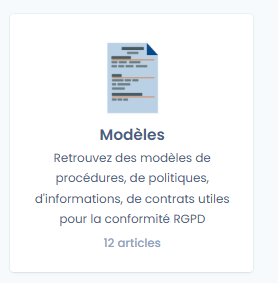 Modèles
Retrouvez des modèles de
procédures, de politiques,
d'informations, de contrats utiles
pour la conformité RGPD
12 articles